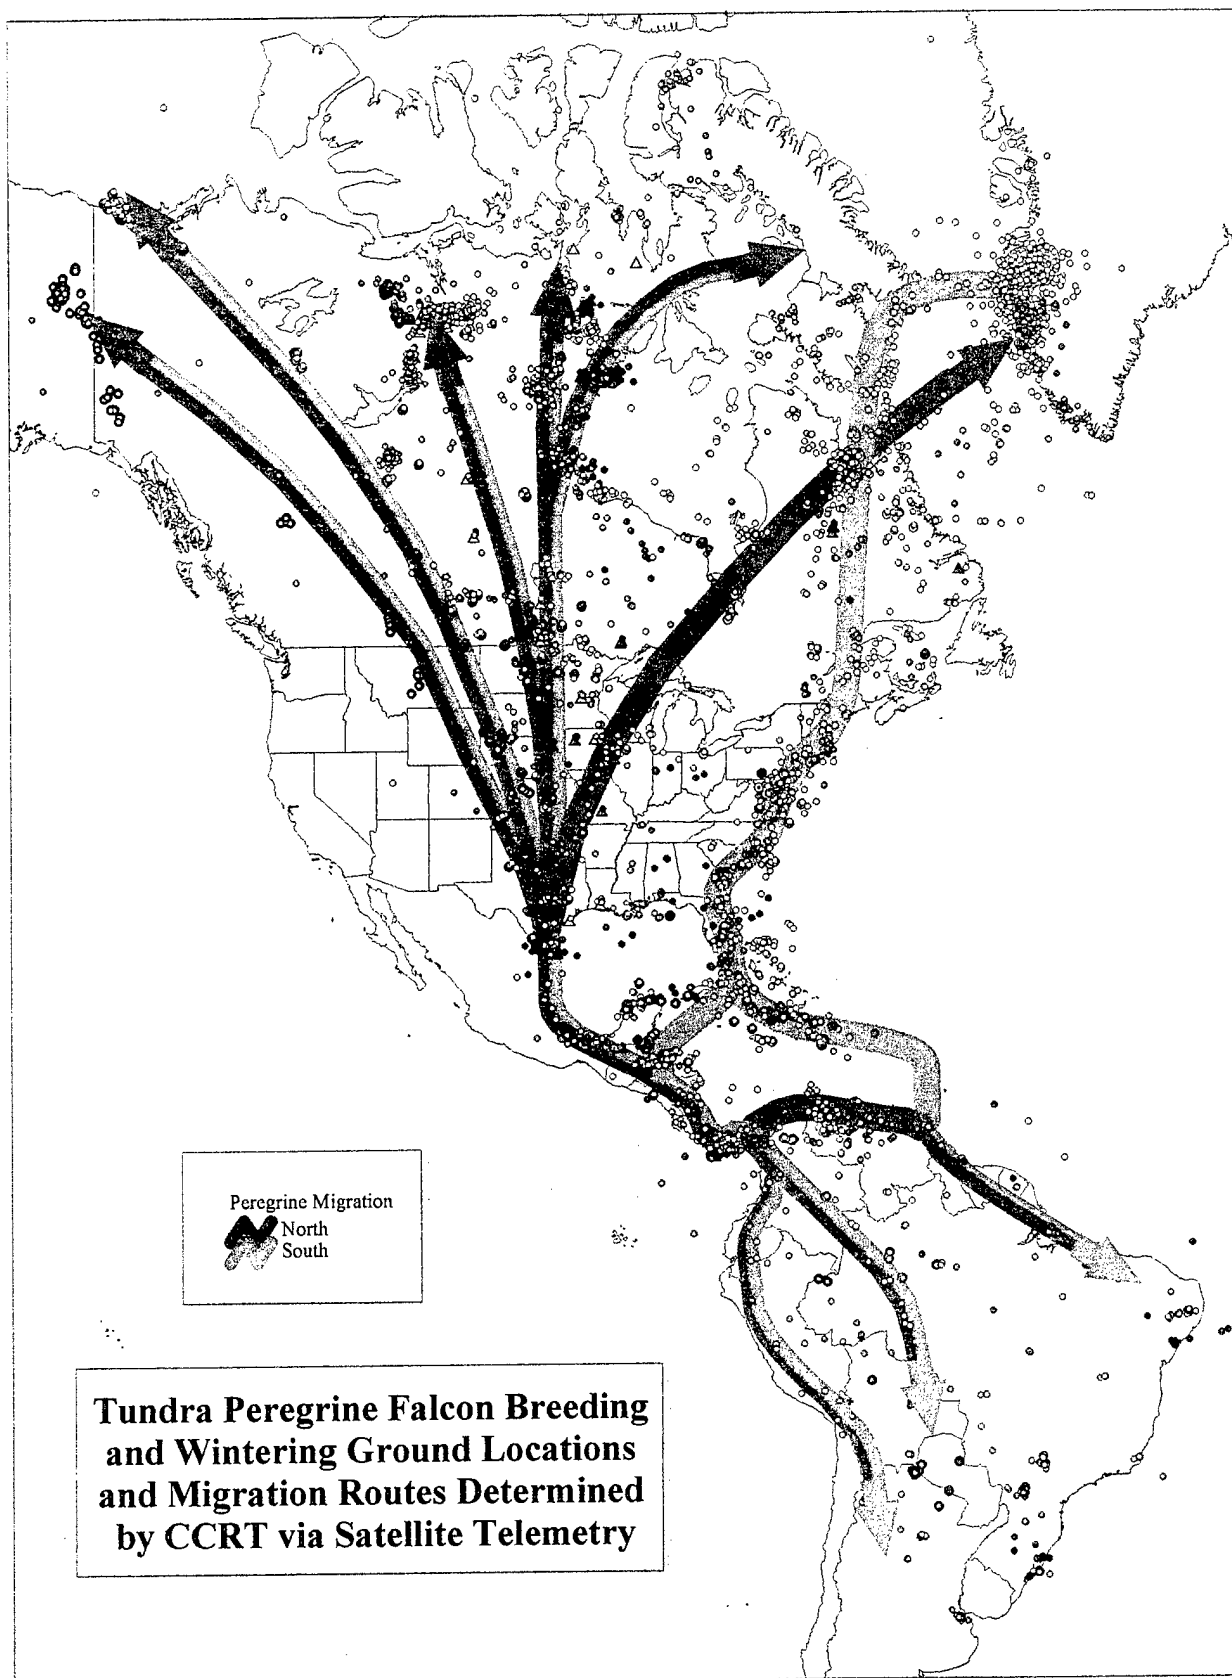 Peregrine Migration
North
South
Tundra Peregrine Falcon Breeding
and Wintering Ground Locations
and Migration Routes Determined
by CCRT via Satellite Telemetry